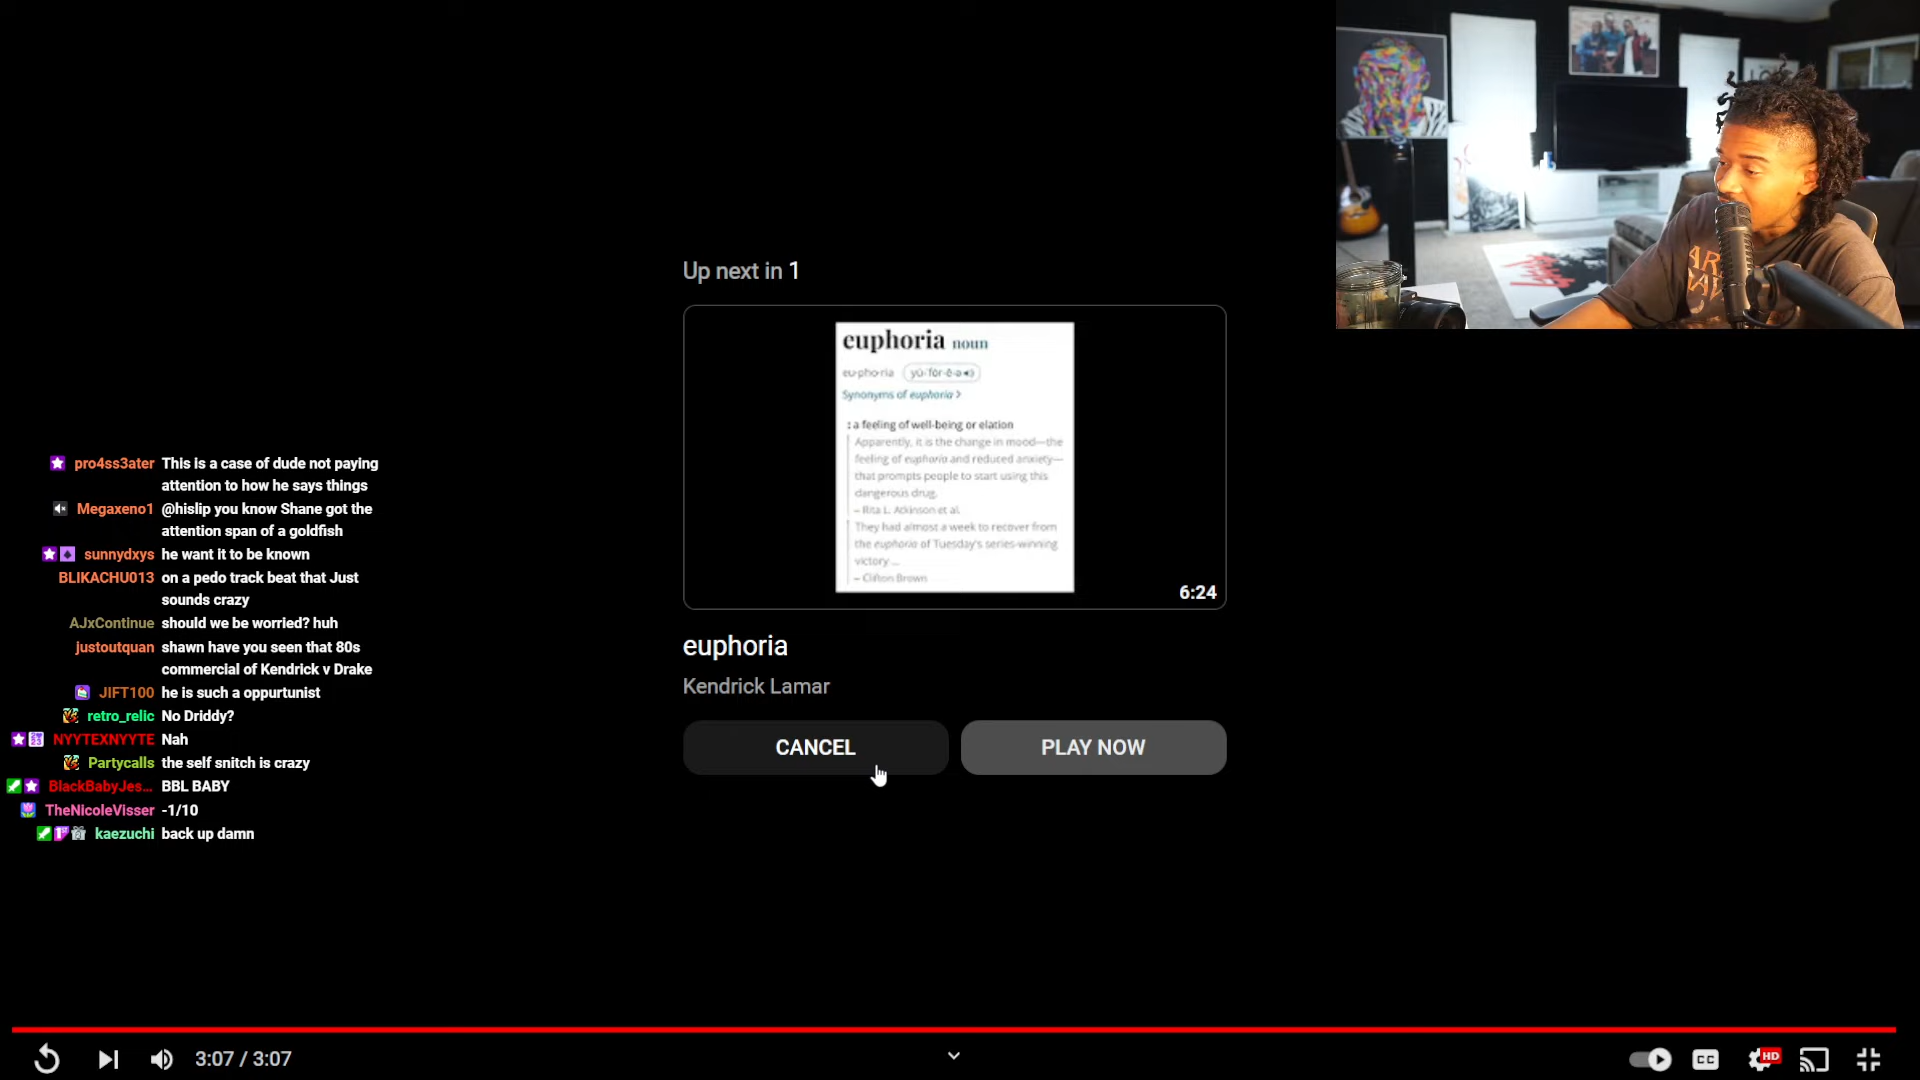 Up next in 1
euphoria noun
eu·pho·ria yü-ˈfȯr-ē-ə
Synonyms of euphoria >
: a feeling of well-being or elation
Apparently, it is the change in mood—the
feeling of euphoria and reduced anxiety—
that prompts people to start using this
dangerous drug.
– Rita L. Atkinson et al.
They had almost a week to recover from
the euphoria of Tuesday's series-winning
victory ...
– Clifton Brown
6:24
euphoria
Kendrick Lamar
CANCEL
PLAY NOW
pro4ss3ater This is a case of dude not paying
attention to how he says things
Megaxeno1 @hislip you know Shane got the
attention span of a goldfish
sunnydxys he want it to be known
BLIKACHU013 on a pedo track beat that Just
sounds crazy
AJxContinue should we be worried? huh
justoutquan shawn have you seen that 80s
commercial of Kendrick v Drake
JIFT100 he is such a oppurtunist
retro_relic No Driddy?
NYYTEXNYYTE Nah
Partycalls the self snitch is crazy
BlackBabyJes... BBL BABY
TheNicoleVisser -1/10
kaezuchi back up damn
3:07 / 3:07
CC
HD